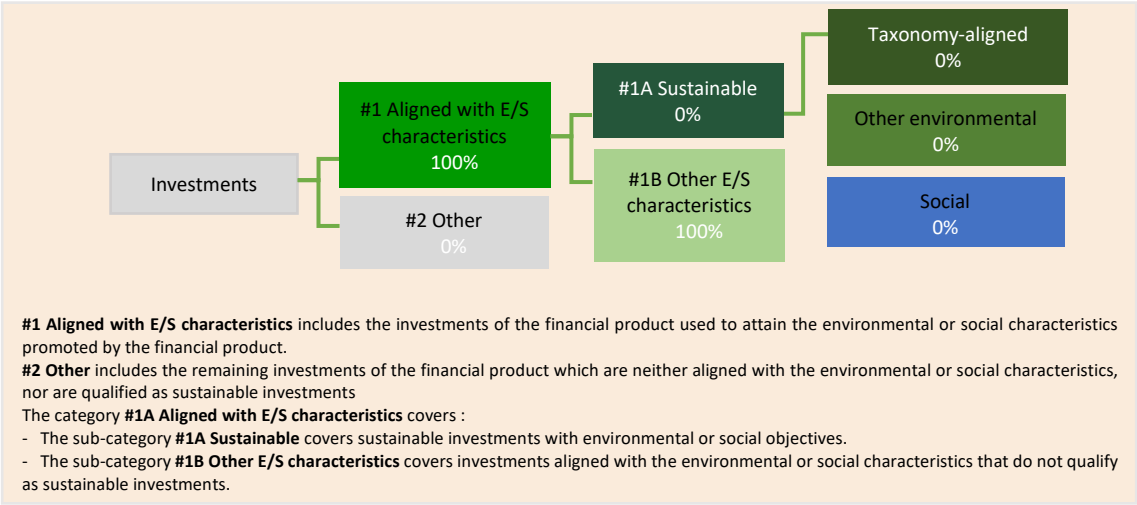 Taxonomy-aligned
0%
#1A Sustainable
0%
#1 Aligned with E/S
characteristics
100%
Other environmental
0%
Investments
#1B Other E/S
characteristics
100%
#2 Other
0%
Social
0%
#1 Aligned with E/S characteristics includes the investments of the financial product used to attain the environmental or social characteristics
promoted by the financial product.
#2 Other includes the remaining investments of the financial product which are neither aligned with the environmental or social characteristics,
nor are qualified as sustainable investments
The category #1A Aligned with E/S characteristics covers :
- The sub-category #1A Sustainable covers sustainable investments with environmental or social objectives.
- The sub-category #1B Other E/S characteristics covers investments aligned with the environmental or social characteristics that do not qualify
as sustainable investments.